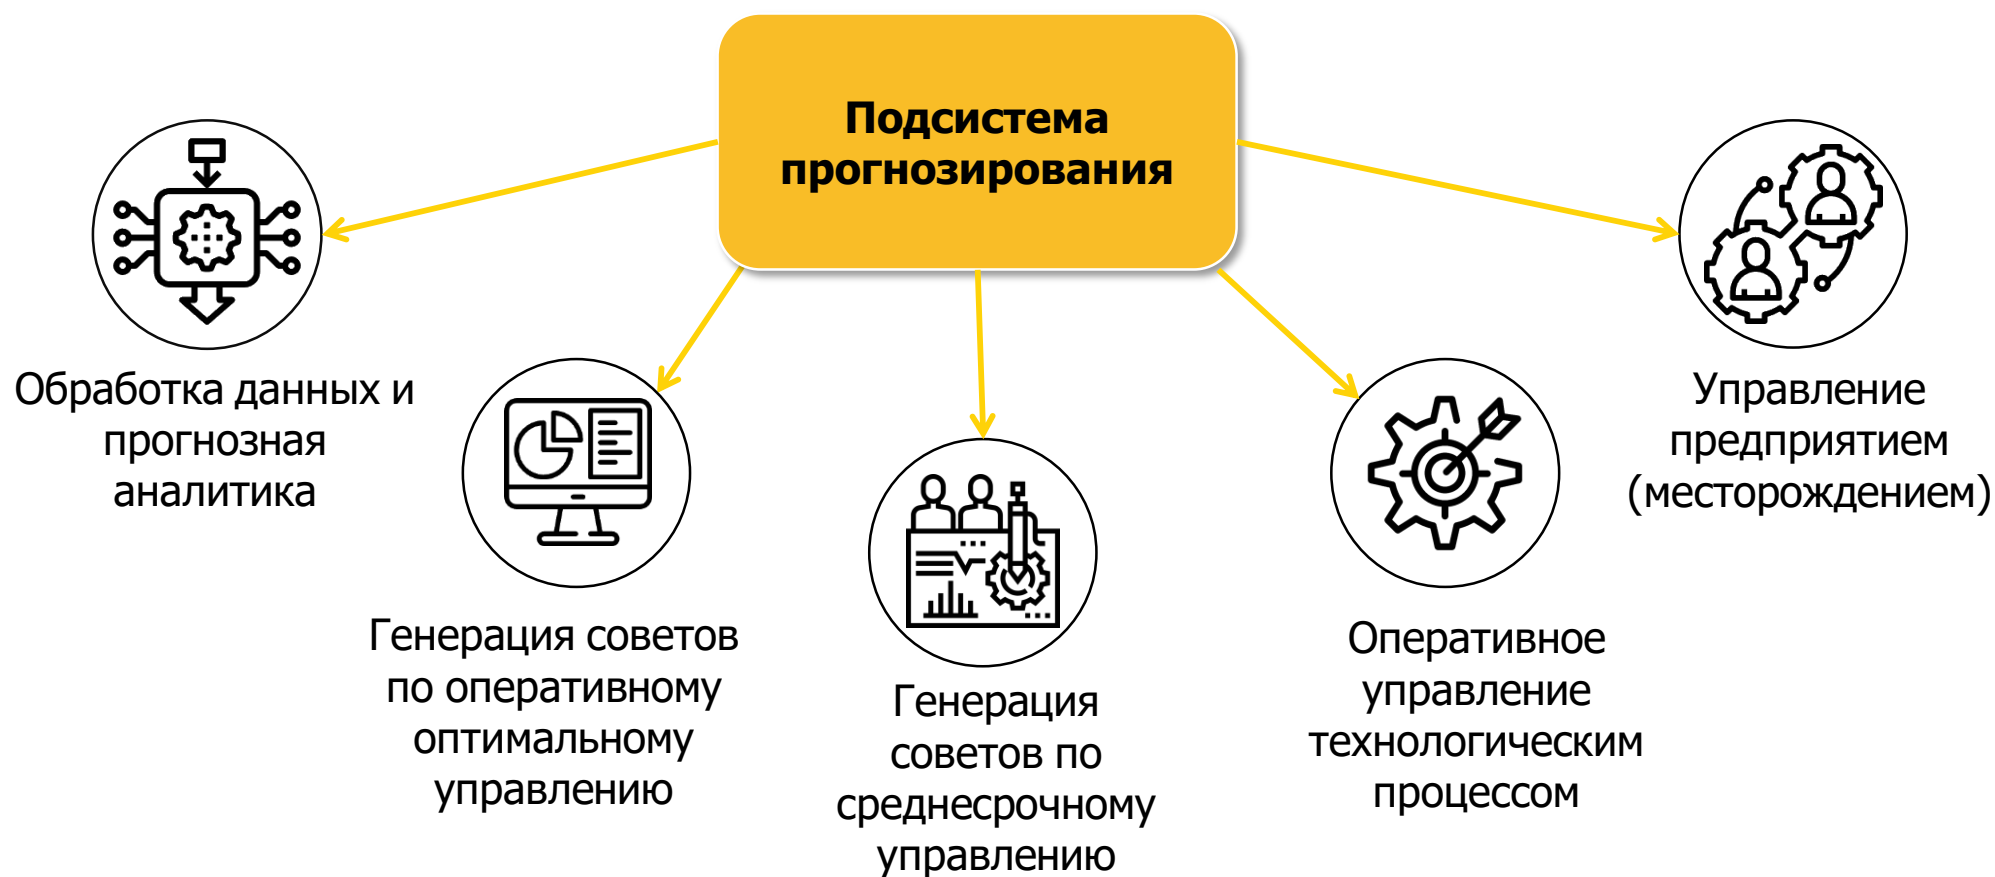 Подсистема
прогнозирования
Обработка данных и
прогнозная
аналитика
Генерация советов
по оперативному
оптимальному
управлению
Генерация
советов по
среднесрочному
управлению
Оперативное
управление
технологическим
процессом
Управление
предприятием
(месторождением)